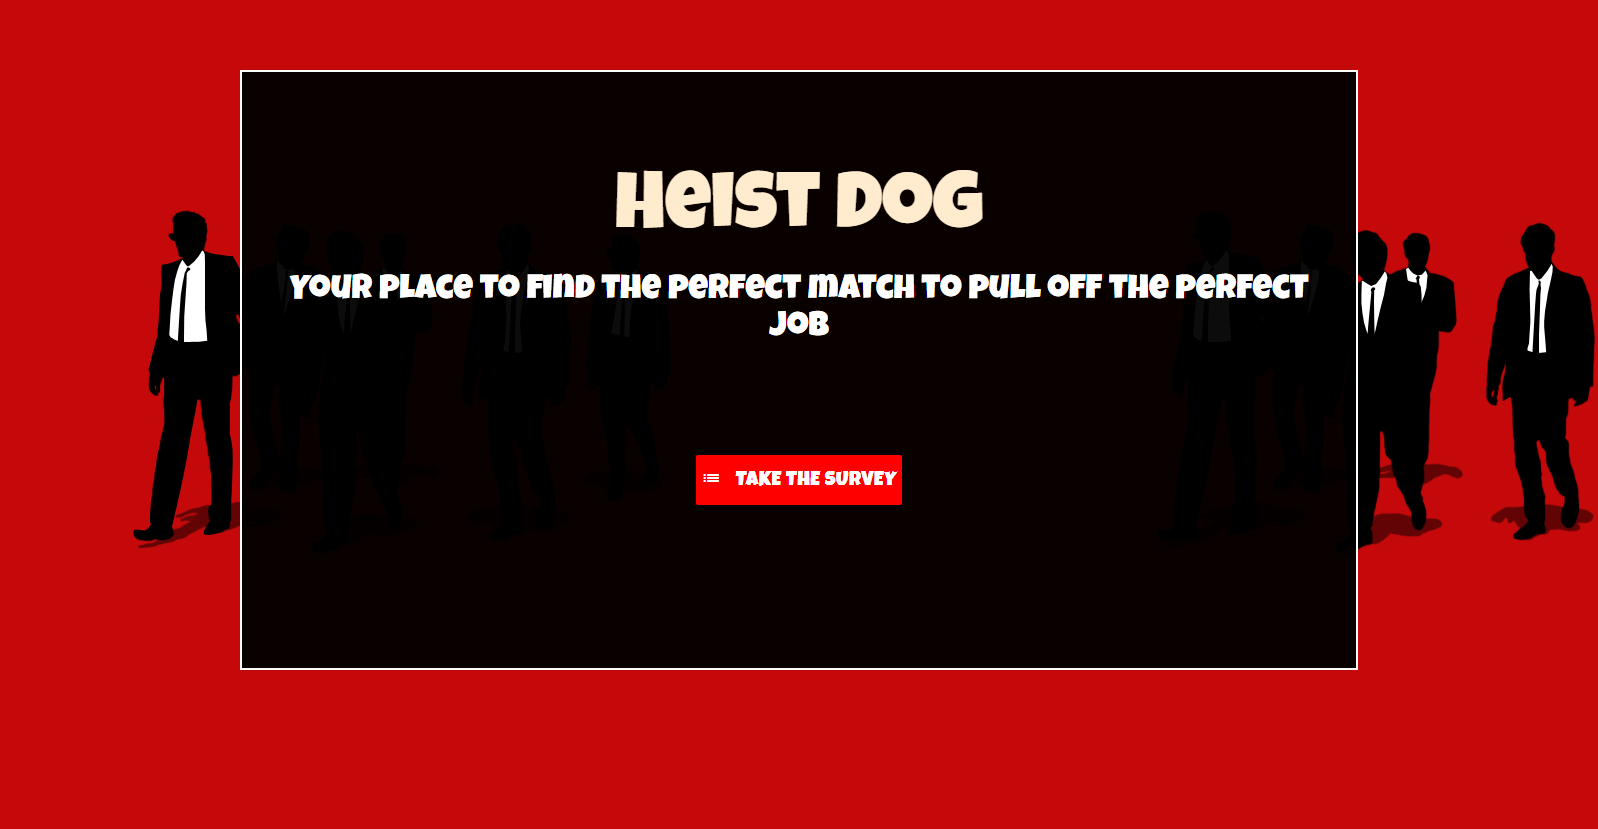 Heist Dog
Your place to find the perfect match to pull off the perfect
job
TAKE THE SURVEY